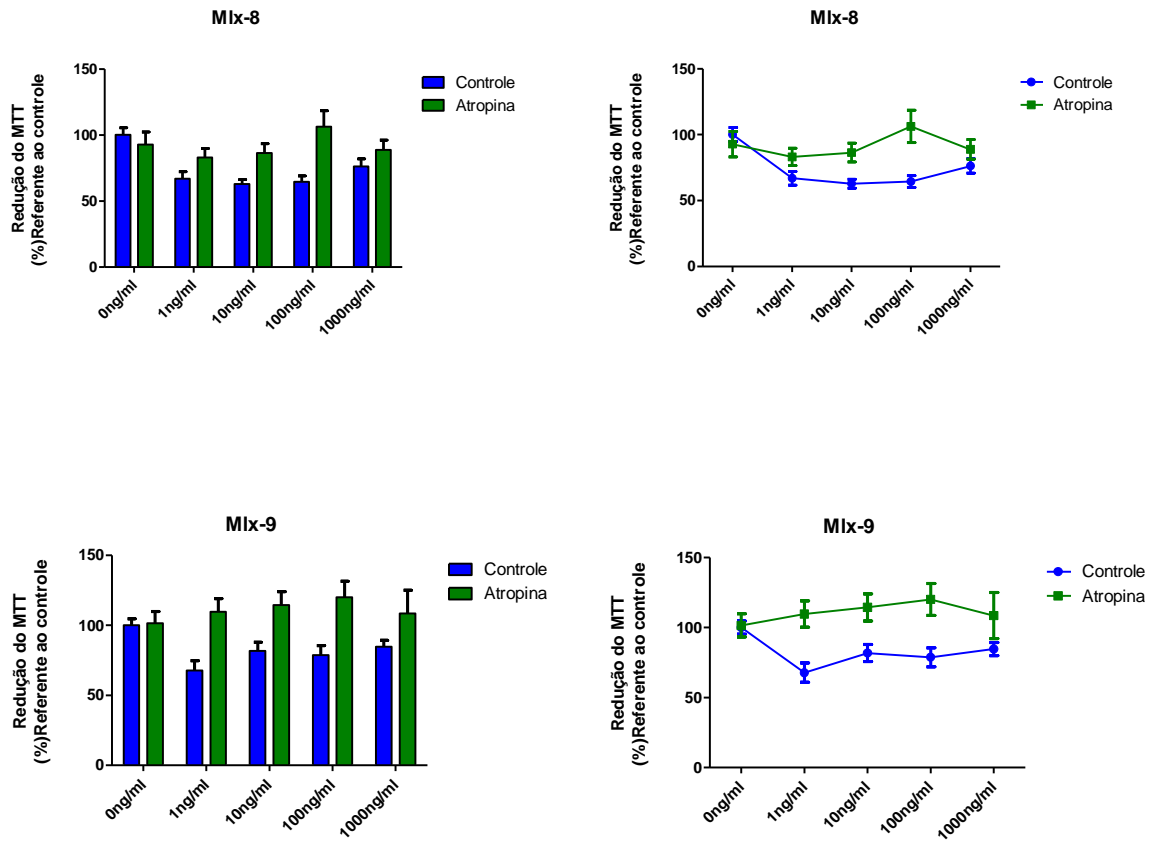 Mlx-8
Redução do MTT
(%)Referente ao controle
150
100
50
0
0ng/ml
1ng/ml
10ng/ml
100ng/ml
1000ng/ml
Controle
Atropina
Mlx-8
Redução do MTT
(%)Referente ao controle
150
100
50
0
0ng/ml
1ng/ml
10ng/ml
100ng/ml
1000ng/ml
Controle
Atropina
Mlx-9
Redução do MTT
(%)Referente ao controle
150
100
50
0
0ng/ml
1ng/ml
10ng/ml
100ng/ml
1000ng/ml
Controle
Atropina
Mlx-9
Redução do MTT
(%)Referente ao controle
150
100
50
0
0ng/ml
1ng/ml
10ng/ml
100ng/ml
1000ng/ml
Controle
Atropina